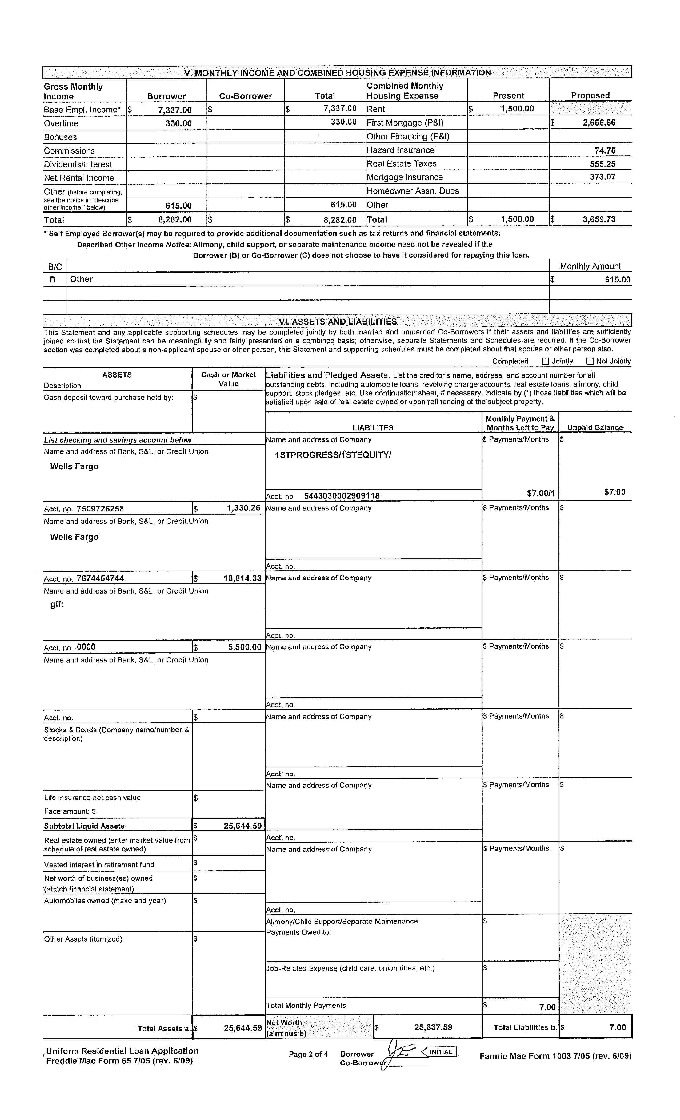 V. MONTHLY INCOME AND COMBINED HOUSING EXPENSE INFORMATION
Gross Monthly Income Borrower Co-Borrower Total Combined Monthly Housing Expense Present Proposed
Base Empl. Income* $ 7,337.00 $ $ 7,337.00 Rent $ 1,500.00
Overtime 330.00 330.00 First Mortgage (P&I) $
Bonuses Other Financing (P&I)
Commissions Hazard Insurance 74.75
Dividends/Interest Real Estate Taxes 555.25
Net Rental Income Mortgage Insurance 373.07
Other (before completing, see the notice in "describe other income," below) 615.00 615.00 Homeowner Assn. Dues
Other
Total $ 8,282.00 $ $ 8,282.00 Total $ 1,500.00 $ 3,659.73
* Self Employed Borrower(s) may be required to provide additional documentation such as tax returns and financial statements.
Described Other Income Notice: Alimony, child support, or separate maintenance income need not be revealed if the
Borrower (B) or Co-Borrower (C) does not choose to have it considered for repaying this loan.
B/C Monthly Amount
B Other $ 615.00
VI. ASSETS AND LIABILITIES
This Statement and any applicable supporting schedules may be completed jointly by both married and unmarried Co-Borrowers if their assets and liabilities are sufficiently
joined so that the Statement can be meaningfully and fairly presented on a combined basis; otherwise, separate Statements and Schedules are required. If the Co-Borrower
section was completed about a non-applicant spouse or other person, this Statement and supporting schedules must be completed about that spouse or other person also.
Completed Jointly Not Jointly
ASSETS Cash or Market Value
Description
Cash deposit toward purchase held by: $
Liabilities and Pledged Assets. List the creditor's name, address, and account number for all
outstanding debts, including automobile loans, revolving charge accounts, real estate loans, alimony, child
support, stock pledges, etc. Use continuation sheet, if necessary. Indicate by (*) those liabilities which will be
satisfied upon sale of real estate owned or upon refinancing of the subject property.
LIABILITIES Monthly Payment & Months Left to Pay Unpaid Balance
List checking and savings accounts below
Name and address of Company $ Payments/Months $
Name and address of Bank, S&L, or Credit Union
Wells Fargo
1STPROGRESS/1STEQUITY/
Acct. no. 5443030002909118 $7.00/1 $7.00
Acct. no. 7509726258 $ 1,330.26
Name and address of Company $ Payments/Months $
Name and address of Bank, S&L, or Credit Union
Wells Fargo
Acct. no.
Acct. no. 7674464744 $ 18,814.33
Name and address of Company $ Payments/Months $
Name and address of Bank, S&L, or Credit Union
gift
Acct. no.
Acct. no. 0000 $ 5,500.00
Name and address of Company $ Payments/Months $
Name and address of Bank, S&L, or Credit Union
Acct. no.
Acct. no. $
Name and address of Company $ Payments/Months $
Stocks & Bonds (Company name/number & description) $
Acct. no.
Name and address of Company $ Payments/Months $
Life insurance net cash value $
Face amount: $
Subtotal Liquid Assets $ 25,644.59
Acct. no.
Real estate owned (enter market value from schedule of real estate owned) $
Name and address of Company $ Payments/Months $
Vested interest in retirement fund $
Net worth of business(es) owned (attach financial statement) $
Automobiles owned (make and year) $
Acct. no.
Alimony/Child Support/Separate Maintenance Payments Owed to: $
Other Assets (itemized) $
Job-Related Expense (child care, union dues, etc.) $
Total Monthly Payments $ 7.00
Total Assets a. $ 25,644.59 Net Worth (a minus b) $ 25,637.59 Total Liabilities b. $ 7.00
Uniform Residential Loan Application
Freddie Mac Form 65 7/05 (rev. 6/09)
Page 2 of 4
Borrower
Co-Borrower
INITIAL
Fannie Mae Form 1003 7/05 (rev. 6/09)